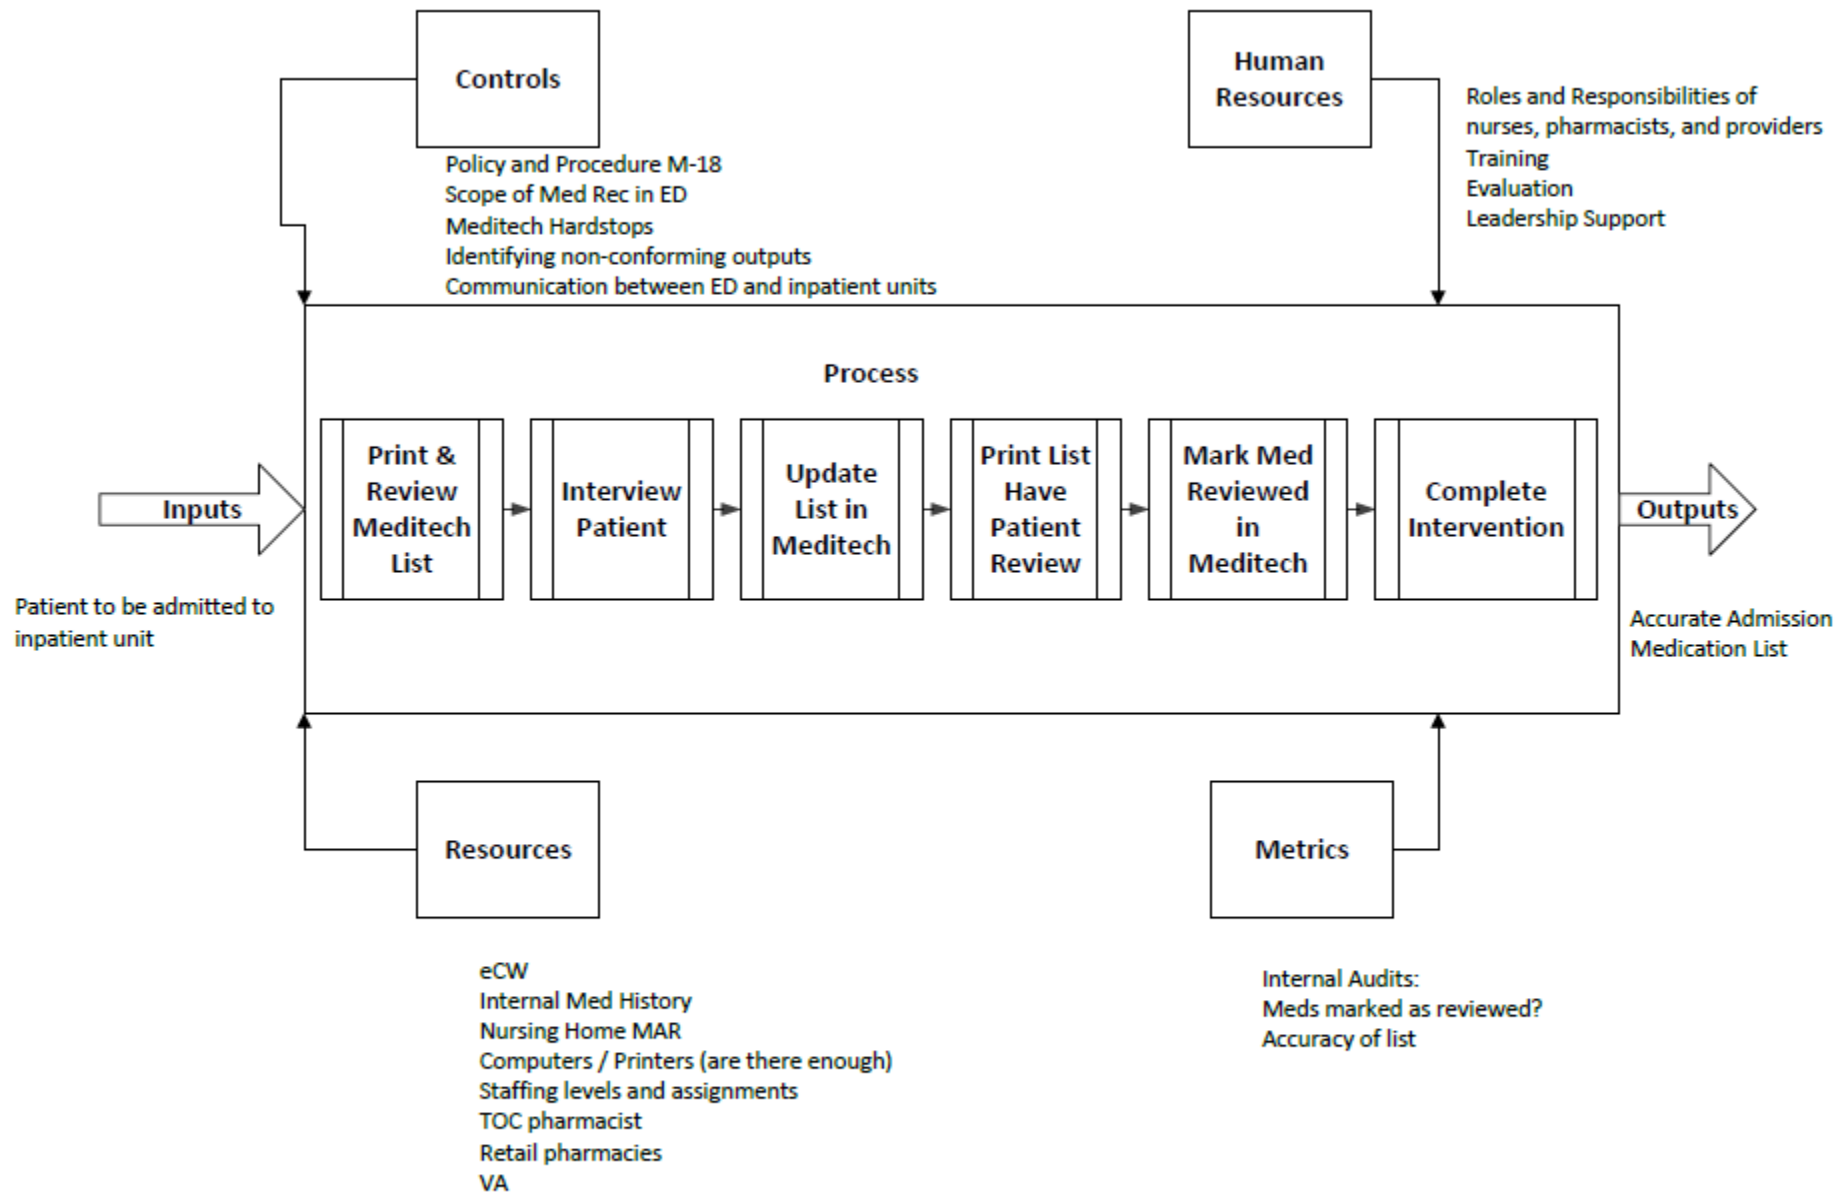 Controls
Human
Resources
Roles and Responsibilities of
nurses, pharmacists, and providers
Training
Evaluation
Leadership Support
Policy and Procedure M-18
Scope of Med Rec in ED
Meditech Hardstops
Identifying non-conforming outputs
Communication between ED and inpatient units
Process
Inputs
Print &
Review
Meditech
List
Interview
Patient
Update
List in
Meditech
Print List
Have
Patient
Review
Mark Med
Reviewed
in
Meditech
Complete
Intervention
Outputs
Patient to be admitted to
inpatient unit
Accurate Admission
Medication List
Resources
Metrics
eCW
Internal Med History
Nursing Home MAR
Computers / Printers (are there enough)
Staffing levels and assignments
TOC pharmacist
Retail pharmacies
VA
Internal Audits:
Meds marked as reviewed?
Accuracy of list